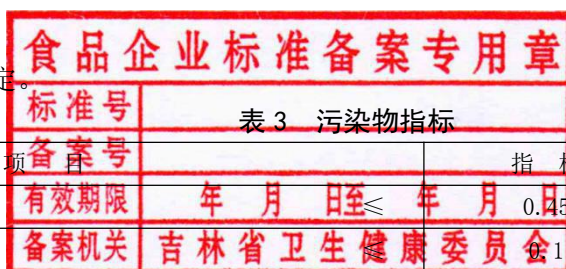 食品企业标准备案专用章
定。
标准号
表 3 污染物指标
备案号
项 目 指
有效期限 年 月 日至 年 月 日
≤ 0.45
备案机关 吉林省卫生健康委员会
≤ 0.1